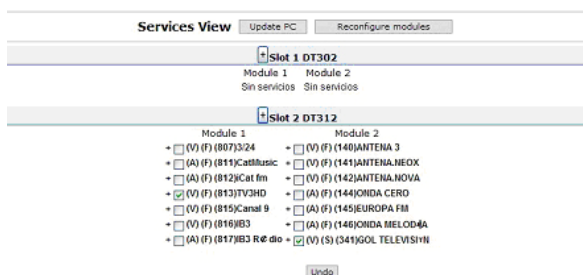 Services View Update PC Reconfigure modules
+ Slot 1 DT302
Module 1 Module 2
Sin servicios Sin servicios
+ Slot 2 DT312
Module 1 Module 2
+ (V) (F) (807)3/24 + (V) (F) (140)ANTENA 3
+ (A) (F) (811)CatMusic + (V) (F) (141)ANTENA.NEOX
+ (A) (F) (812)iCat fm + (V) (F) (142)ANTENA.NOVA
+ (V) (F) (813)TV3HD + (A) (F) (144)ONDA CERO
+ (V) (F) (815)Canal 9 + (A) (F) (145)EUROPA FM
+ (V) (F) (816)IB3 + (A) (F) (146)ONDA
+ (A) (F) (817)IB3 + (V) (S) (341)GOL
Undo